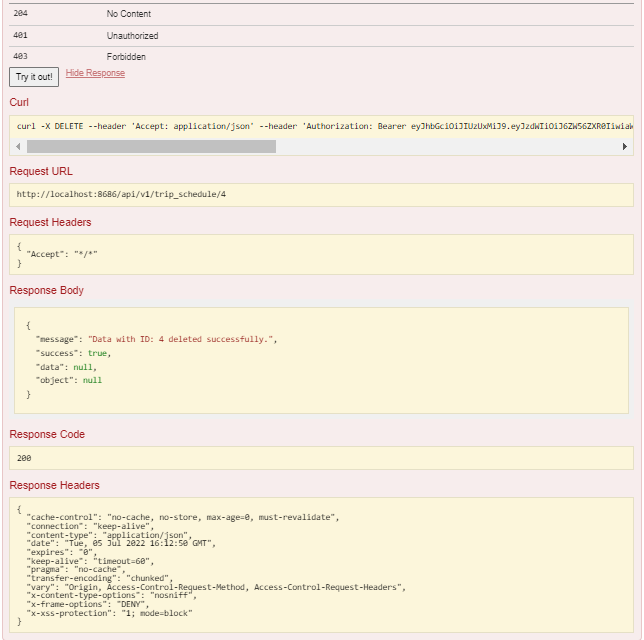 204 No Content
401 Unauthorized
403 Forbidden
Try it out! Hide Response
Curl
curl -X DELETE --header 'Accept: application/json' --header 'Authorization: Bearer eyJhbGciOiJIUzUxMiJ9.eyJzdWIiOiJ6ZW56ZXR0Iiwiaw
Request URL
http://localhost:8686/api/v1/trip_schedule/4
Request Headers
{
"Accept": "*/*"
}
Response Body
{
"message": "Data with ID: 4 deleted successfully.",
"success": true,
"data": null,
"object": null
}
Response Code
200
Response Headers
{
"cache-control": "no-cache, no-store, max-age=0, must-revalidate",
"connection": "keep-alive",
"content-type": "application/json",
"date": "Tue, 05 Jul 2022 16:12:50 GMT",
"expires": "0",
"keep-alive": "timeout=60",
"pragma": "no-cache",
"transfer-encoding": "chunked",
"vary": "Origin, Access-Control-Request-Method, Access-Control-Request-Headers",
"x-content-type-options": "nosniff",
"x-frame-options": "DENY",
"x-xss-protection": "1; mode=block"
}